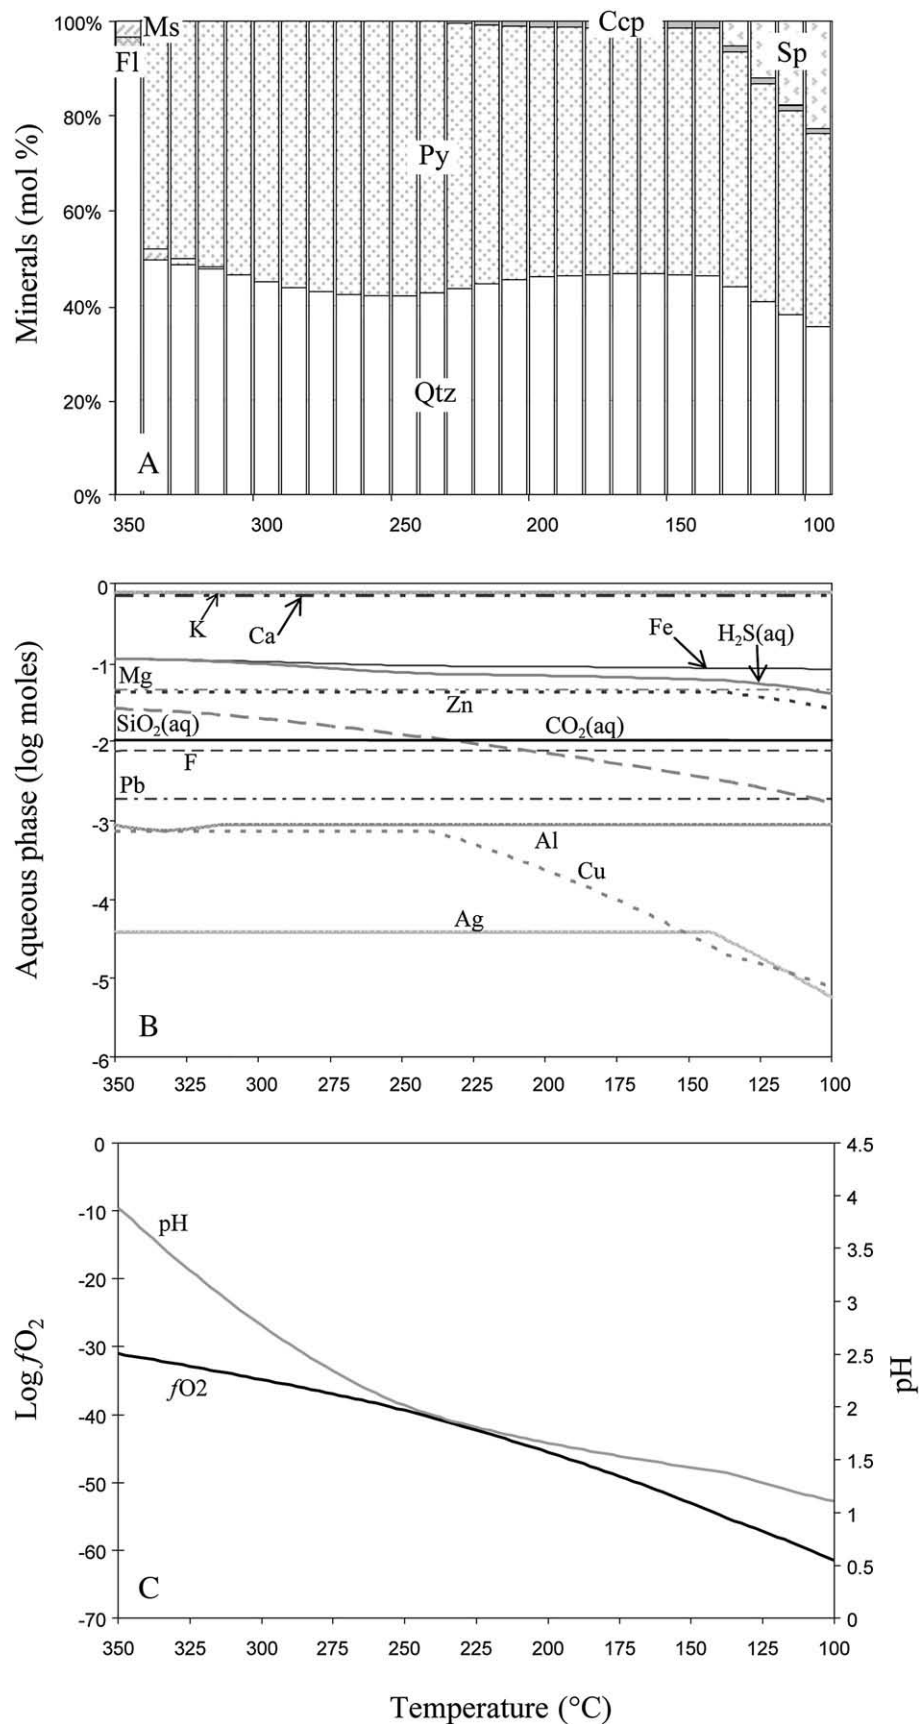 Minerals (mol %)
100%
80%
60%
40%
20%
0%
Ms
Fl
Ccp
Sp
Py
Qtz
A
350 300 250 200 150 100
Aqueous phase (log moles)
0
-1
-2
-3
-4
-5
-6
K
Ca
Fe
H₂S(aq)
Mg
Zn
SiO₂(aq)
CO₂(aq)
F
Pb
Al
Cu
Ag
B
350 325 300 275 250 225 200 175 150 125 100
Log fO₂
0
-10
-20
-30
-40
-50
-60
-70
pH
fO2
C
4.5
4
3.5
3
2.5
2
1.5
1
0.5
0
pH
350 325 300 275 250 225 200 175 150 125 100
Temperature (°C)